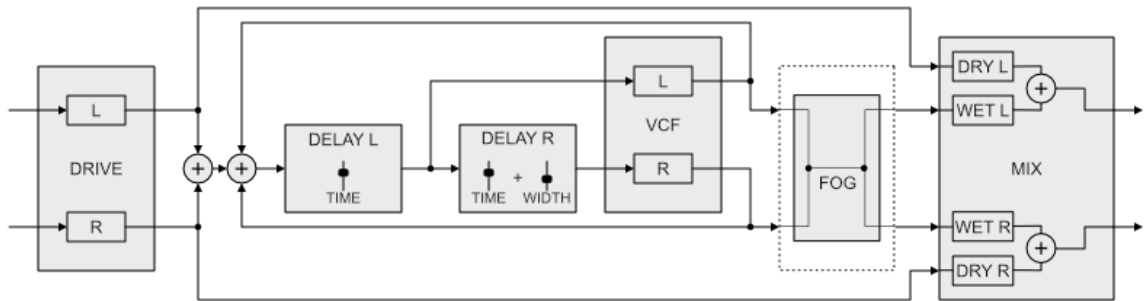 DRIVE
L
R
+
+
DELAY L
TIME
DELAY R
TIME + WIDTH
VCF
L
R
FOG
DRY L
WET L
+
MIX
WET R
DRY R
+